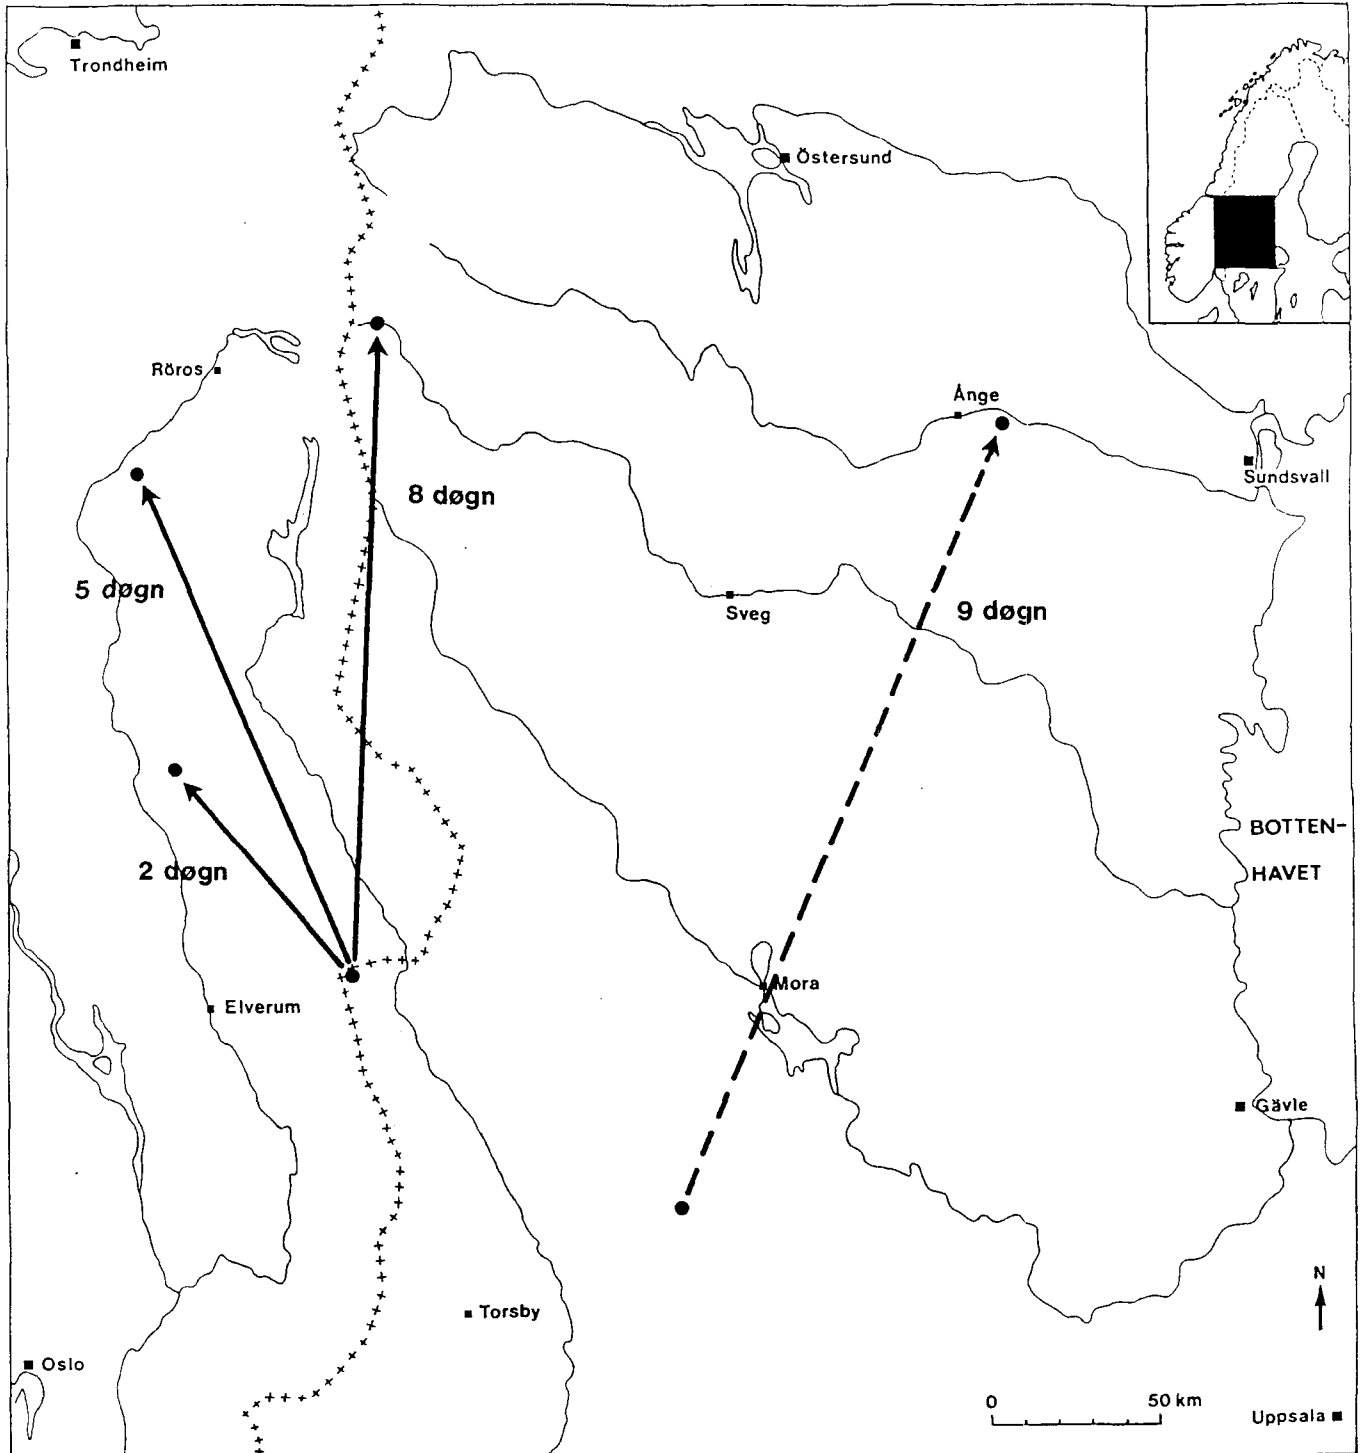 Trondheim
Östersund
Röros
Ånge
Sundsvall
8 døgn
5 døgn
Sveg
9 døgn
BOTTEN-
HAVET
2 døgn
Mora
Elverum
Gävle
N
Torsby
Oslo
0 50 km
Uppsala